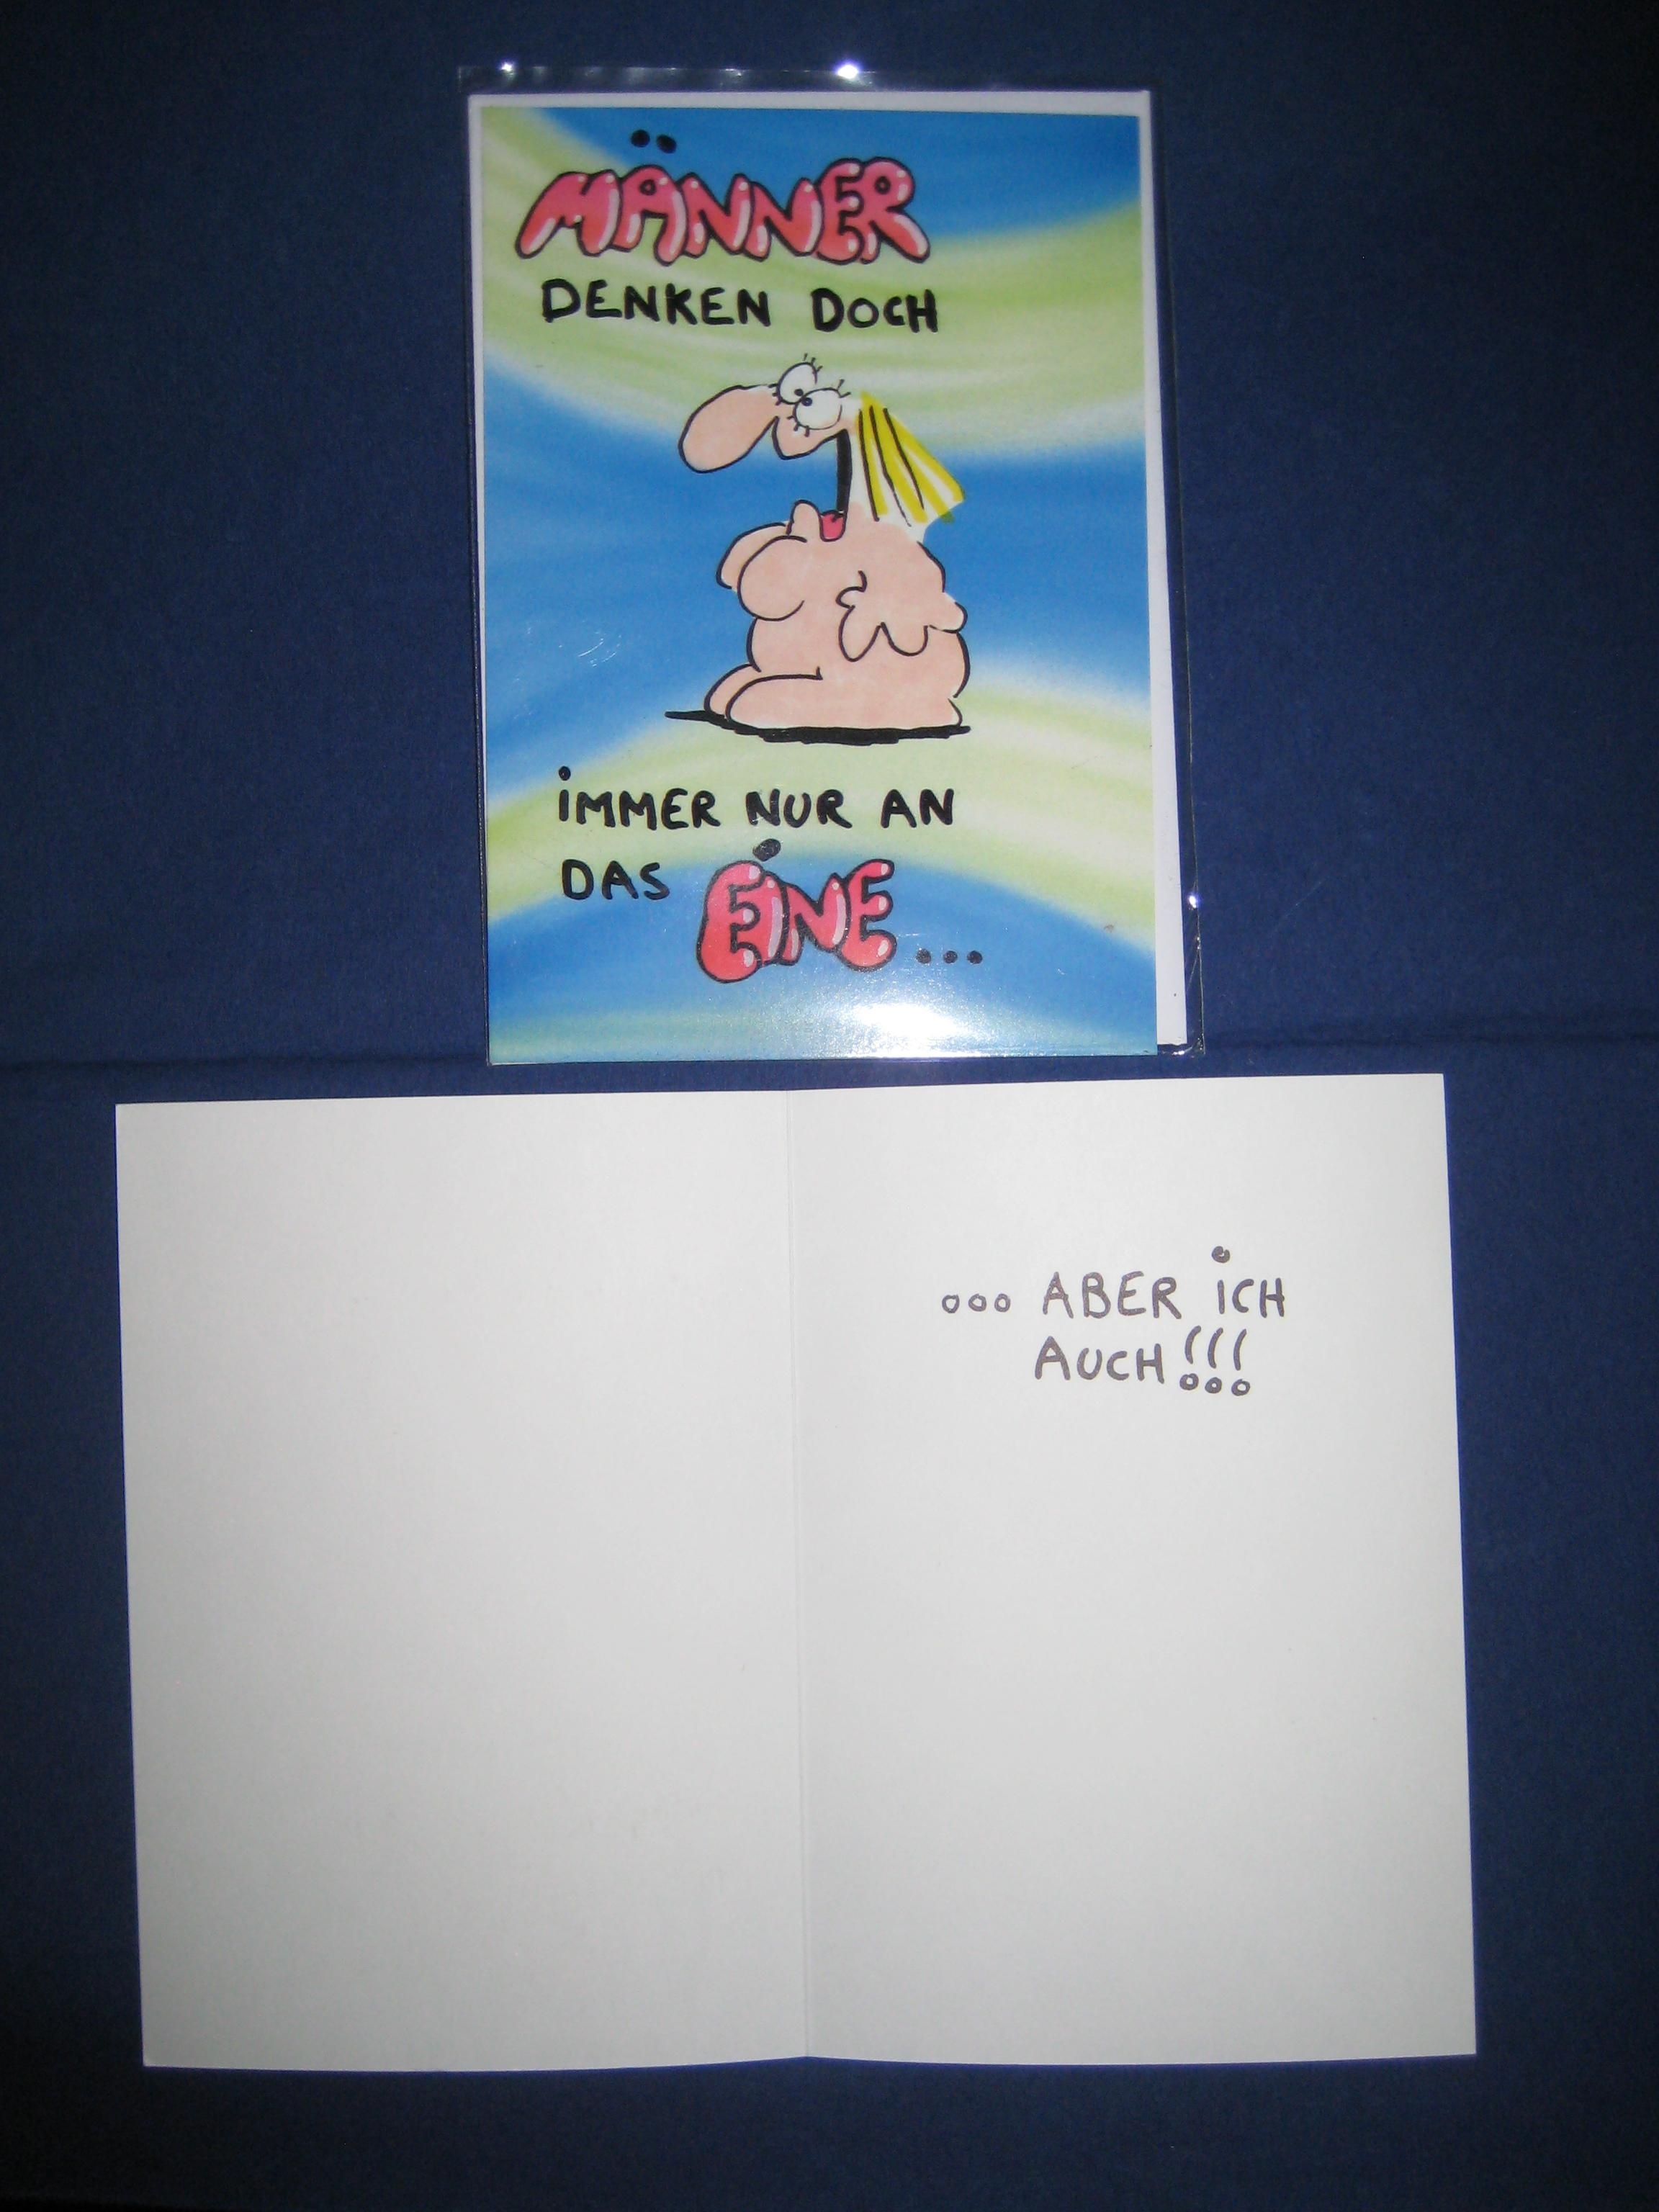 MÄNNER
DENKEN DOCH
iMMER NUR AN
DAS EiNE...
... ABER iCH
AUCH!!!